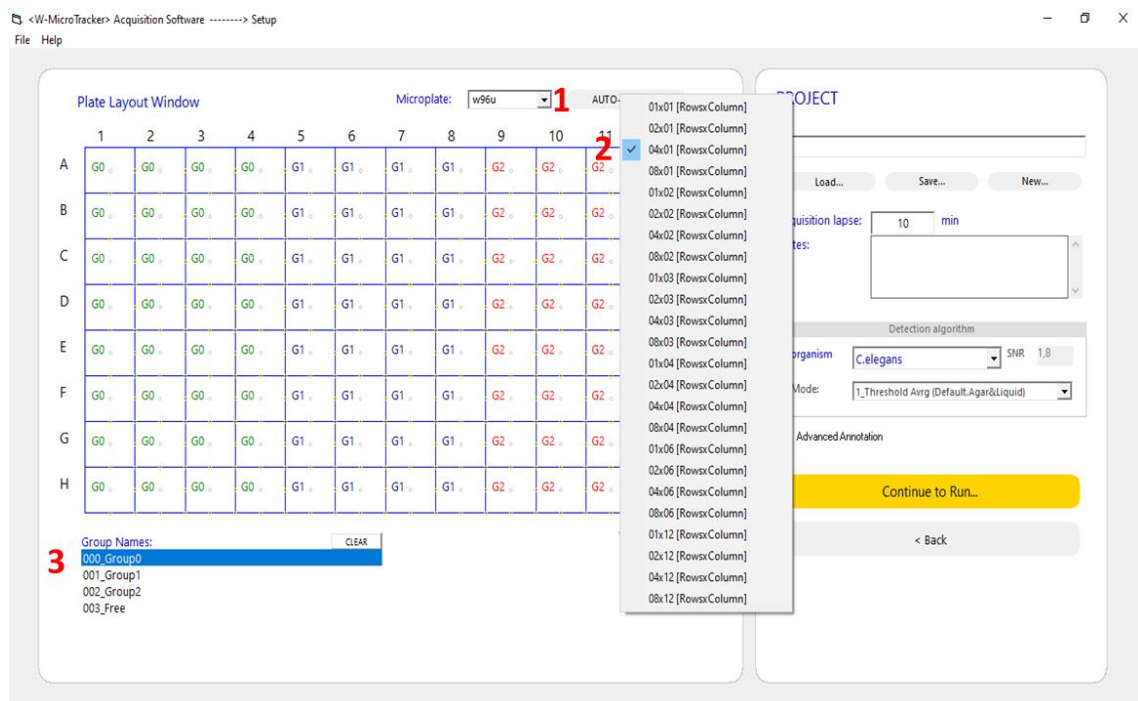 <W-MicroTracker> Acquisition Software --------> Setup
File Help
Plate Layout Window
Microplate: w96u 1 AUTO-
1 2 3 4 5 6 7 8 9 10 11
A G0 G0 G0 G0 G1 G1 G1 G1 G2 G2 G2
B G0 G0 G0 G0 G1 G1 G1 G1 G2 G2 G2
C G0 G0 G0 G0 G1 G1 G1 G1 G2 G2 G2
D G0 G0 G0 G0 G1 G1 G1 G1 G2 G2 G2
E G0 G0 G0 G0 G1 G1 G1 G1 G2 G2 G2
F G0 G0 G0 G0 G1 G1 G1 G1 G2 G2 G2
G G0 G0 G0 G0 G1 G1 G1 G1 G2 G2 G2
H G0 G0 G0 G0 G1 G1 G1 G1 G2 G2 G2
Group Names: CLEAR
3
000_Group0
001_Group1
002_Group2
003_Free
2
01x01 [RowsxColumn]
02x01 [RowsxColumn]
04x01 [RowsxColumn]
08x01 [RowsxColumn]
01x02 [RowsxColumn]
02x02 [RowsxColumn]
04x02 [RowsxColumn]
08x02 [RowsxColumn]
01x03 [RowsxColumn]
02x03 [RowsxColumn]
04x03 [RowsxColumn]
08x03 [RowsxColumn]
01x04 [RowsxColumn]
02x04 [RowsxColumn]
04x04 [RowsxColumn]
08x04 [RowsxColumn]
01x06 [RowsxColumn]
02x06 [RowsxColumn]
04x06 [RowsxColumn]
08x06 [RowsxColumn]
01x12 [RowsxColumn]
02x12 [RowsxColumn]
04x12 [RowsxColumn]
08x12 [RowsxColumn]
OJECT
Load... Save... New...
quisition lapse: 10 min
tes:
Detection algorithm
organism C.elegans SNR 1,8
Mode: 1_Threshold Avrg (Default.Agar&Liquid)
Advanced Annotation
Continue to Run...
< Back